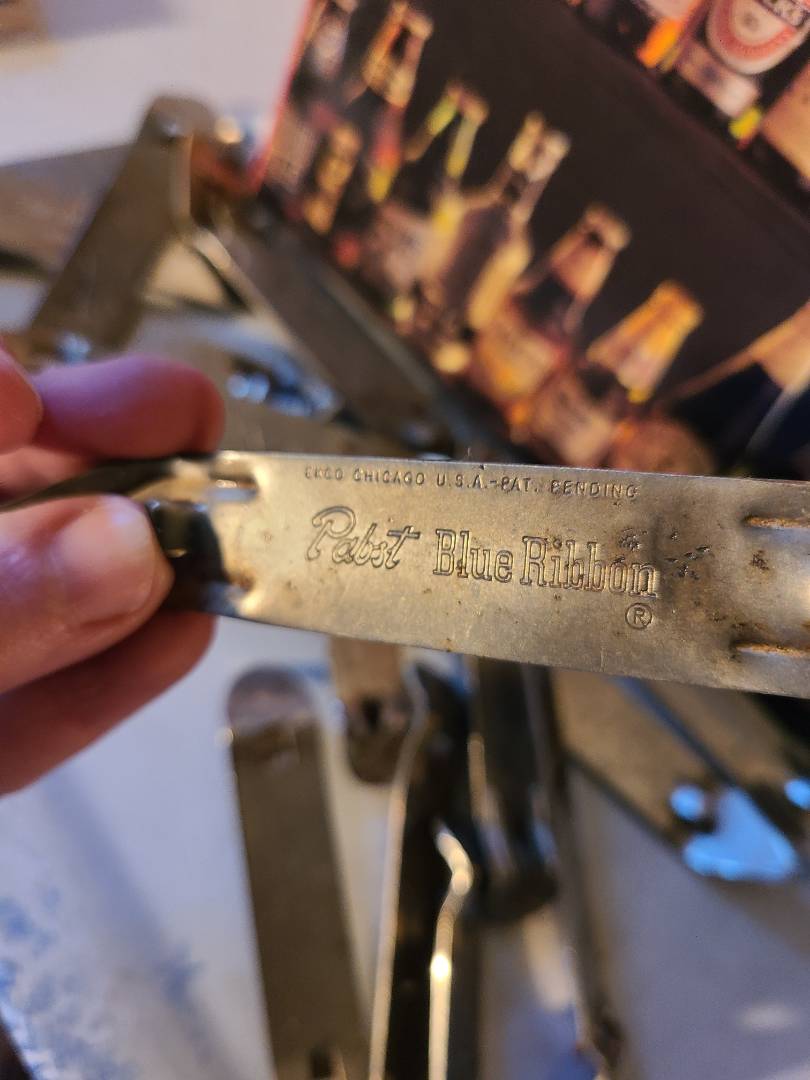 EKCO CHICAGO U.S.A.-PAT. PENDING
Pabst Blue Ribbon
®